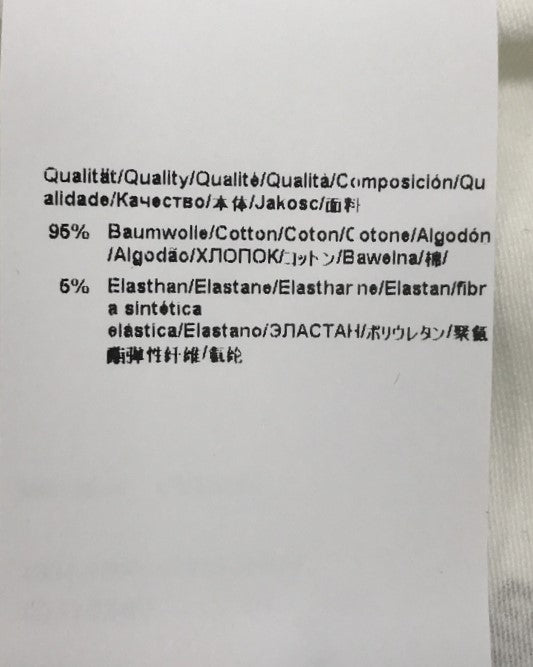 Qualität/Quality/Qualité/Qualità/Composición/Qu
alidade/Качество/本体/Jakosc/面料
95% Baumwolle/Cotton/Coton/Cotone/Algodón
/Algodão/ХЛОПОК/コットン/Bawelna/棉/
5% Elasthan/Elastane/Elasthanne/Elastan/fibr
a sintética
elástica/Elastano/ЭЛАСТАН/ポリウレタン/聚氨
酯弹性纤维/氨纶